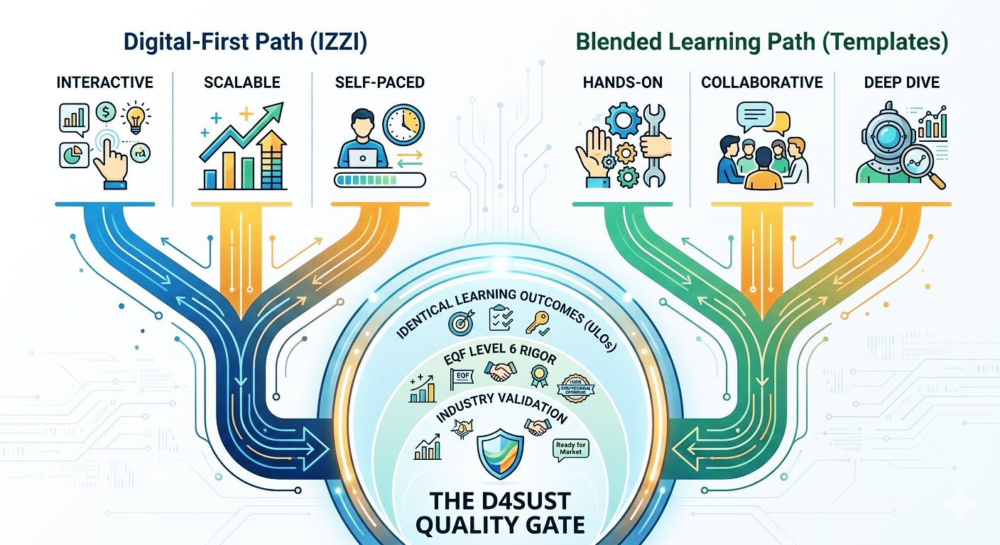 Digital-First Path (IZZI)
INTERACTIVE
SCALABLE
SELF-PACED
Blended Learning Path (Templates)
HANDS-ON
COLLABORATIVE
DEEP DIVE
$
IDENTICAL LEARNING OUTCOMES (ULOs)
EQF LEVEL 6 RIGOR
EQF
INDUSTRY VALIDATION
Ready for
Market
THE D4SUST
QUALITY GATE